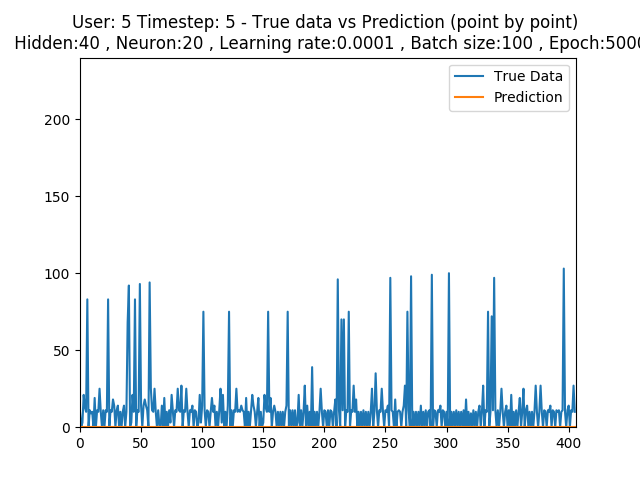 User: 5 Timestep: 5 - True data vs Prediction (point by point)
Hidden:40 , Neuron:20 , Learning rate:0.0001 , Batch size:100 , Epoch:5000
True Data
Prediction
200
150
100
50
0
0 50 100 150 200 250 300 350 400